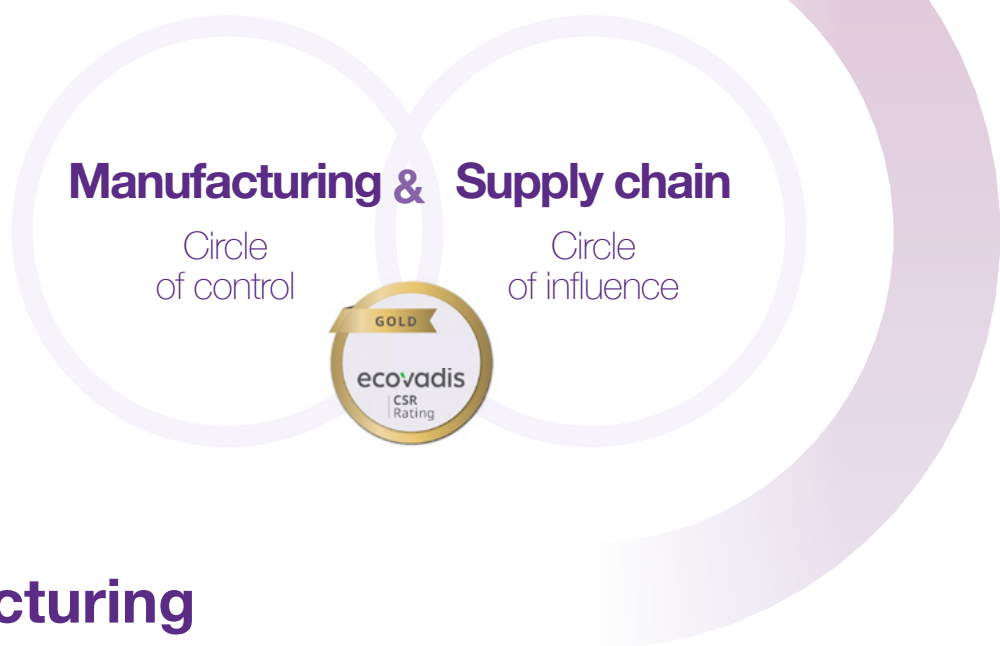 Manufacturing & Supply chain
Circle
of control
Circle
of influence
GOLD
ecovadis
CSR
Rating
cturing